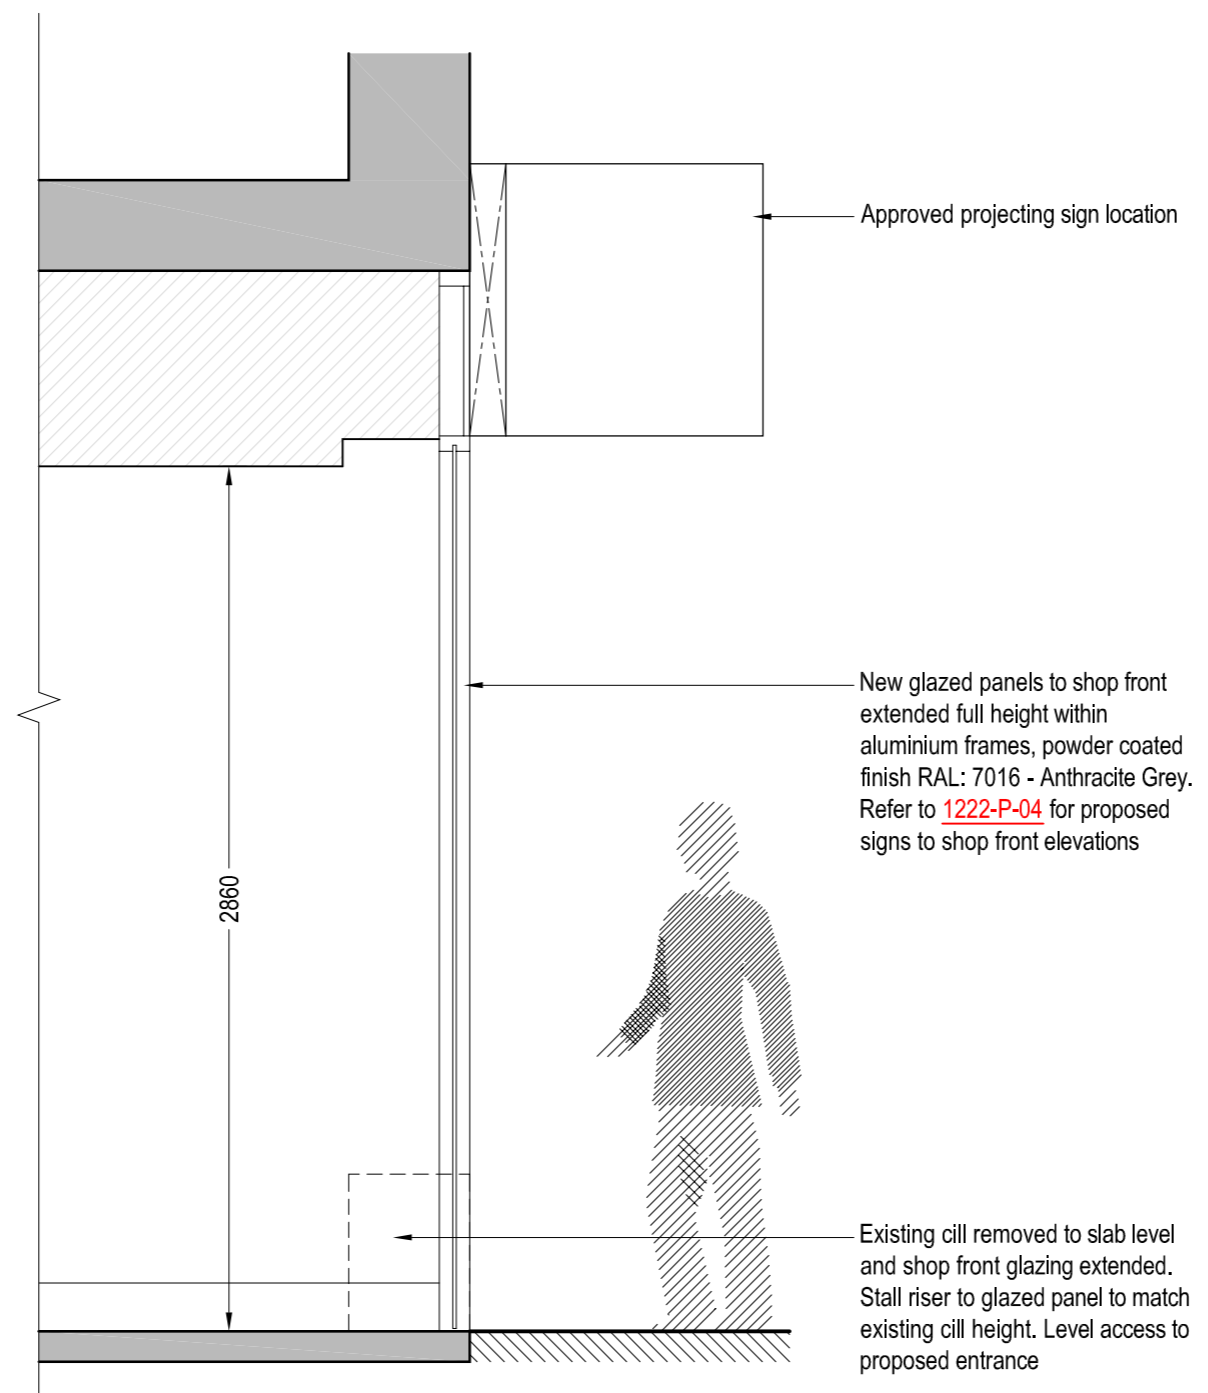 Approved projecting sign location
New glazed panels to shop front
extended full height within
aluminium frames, powder coated
finish RAL: 7016 - Anthracite Grey.
Refer to 1222-P-04 for proposed
signs to shop front elevations
2860
Existing cill removed to slab level
and shop front glazing extended.
Stall riser to glazed panel to match
existing cill height. Level access to
proposed entrance